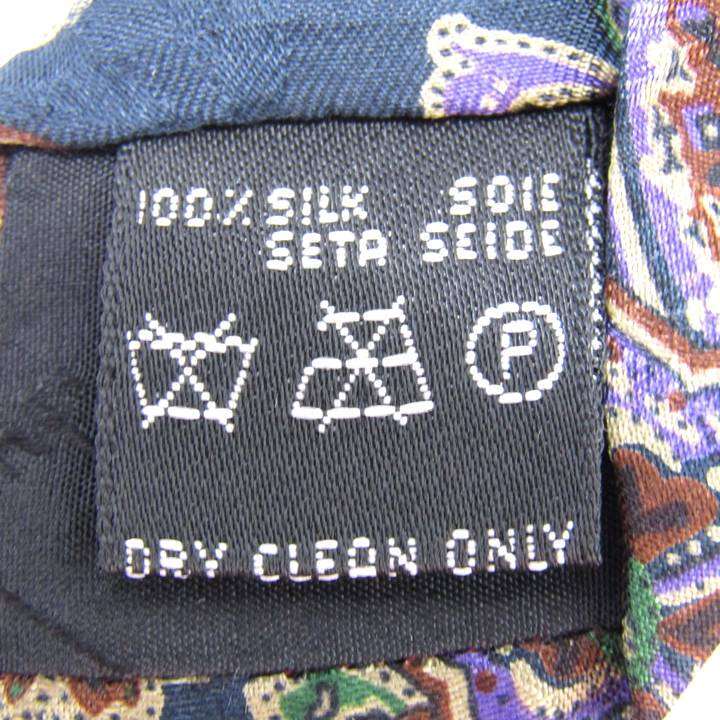 100% SILK SOIE
SETA SEIDE
P
DRY CLEAN ONLY